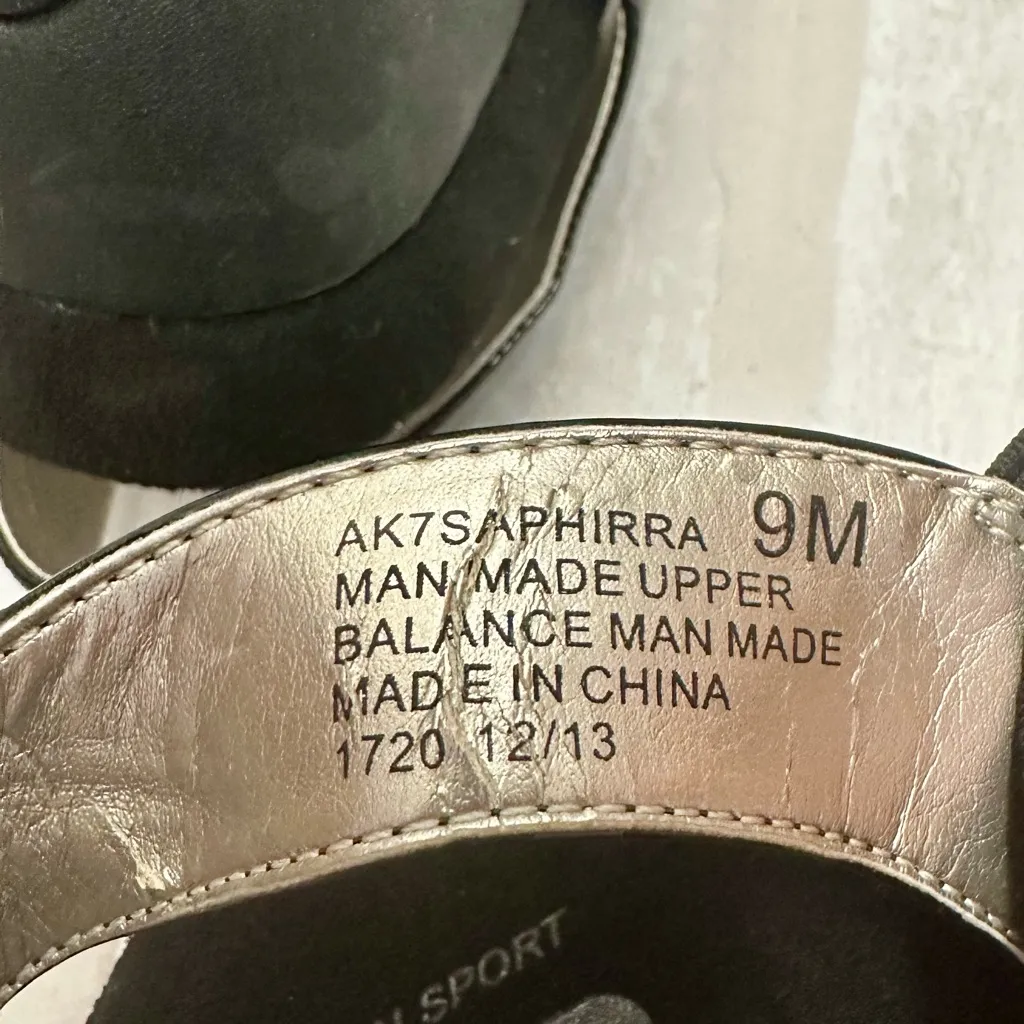 AK7SAPHIRRA 9M
MAN MADE UPPER
BALANCE MAN MADE
MADE IN CHINA
1720 12/13
SPORT